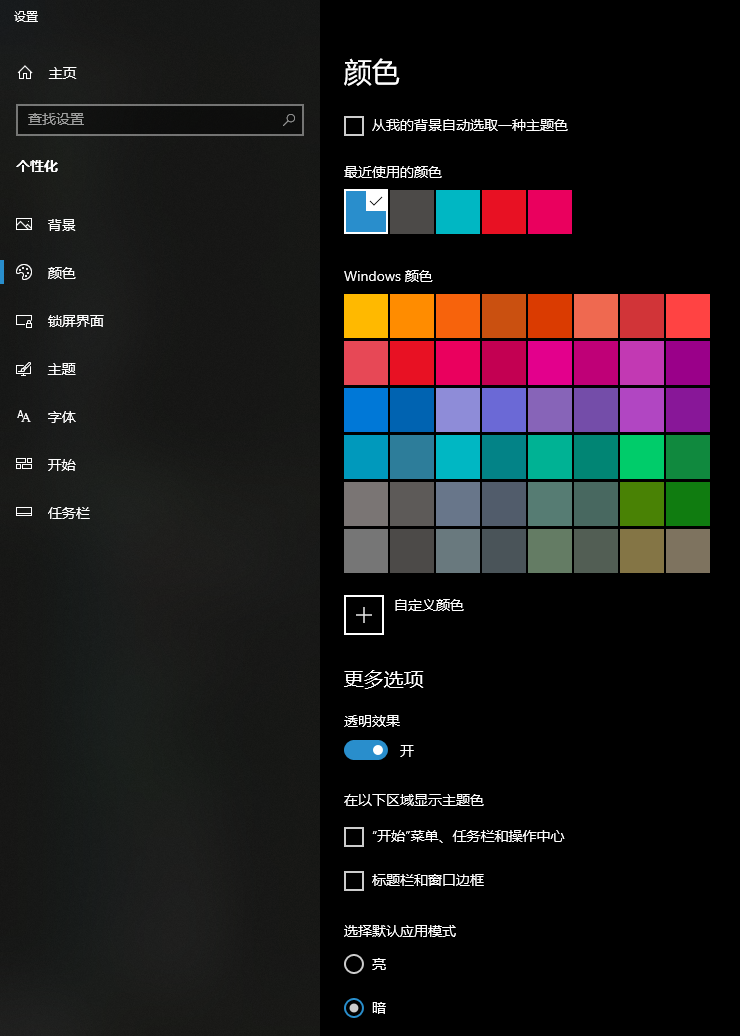 设置
主页
查找设置
个性化
背景
颜色
锁屏界面
主题
字体
开始
任务栏
颜色
从我的背景自动选取一种主题色
最近使用的颜色
Windows 颜色
自定义颜色
更多选项
透明效果
开
在以下区域显示主题色
"开始"菜单、任务栏和操作中心
标题栏和窗口边框
选择默认应用模式
亮
暗